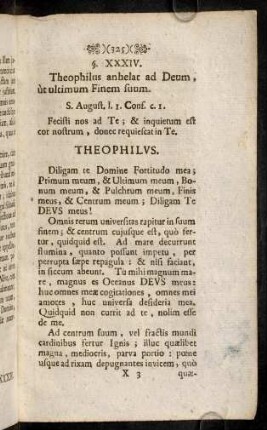 (325)
§. XXXIV.
Theophilus anhelat ad Deum,
ùt ultimum Finem suum.
S. August. l. 1. Conf. c. 1.
Fecisti nos ad Te; & inquietum est
cor nostrum, donec requiescat in Te.
THEOPHILVS.
Diligam te Domine Fortitudo mea;
Primum meum, & Ultimum meum, Bo-
num meum, & Pulchrum meum, Finis
meus, & Centrum meum; Diligam Te
DEVS meus!
Omnis rerum universitas rapitur in suum
finem; & centrum cujusque est, quò fer-
tur, quidquid est. Ad mare decurrunt
flumina, quanto possunt impetu, per
perrupta sæpe repagula: & nisi faciant,
in siccum abeunt. Tu mihi magnum ma-
re, magnus es Oceanus DEVS meus:
huc omnes meæ cogitationes, omnes mei
amores, huc universa desideria mea.
Quidquid non currit ad te, nolim esse
de me.
Ad centrum suum, vel fractis mundi
cardinibus fertur Ignis; illuc quælibet
magna, mediocris, parva portio: pœne
usque ad rixam depugnantes invicem, quò
X 3 quæ-